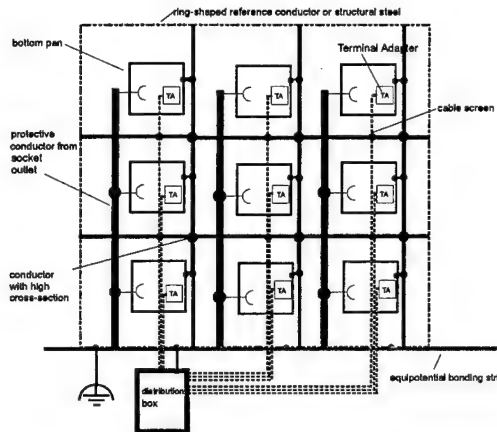 ring-shaped reference conductor or structural steel
bottom pan
Terminal Adapter
TA
TA
TA
cable screen
protective
conductor from
socket
outlet
TA
TA
TA
conductor
with high
cross-section
TA
TA
TA
equipotential bonding str
distribution
box